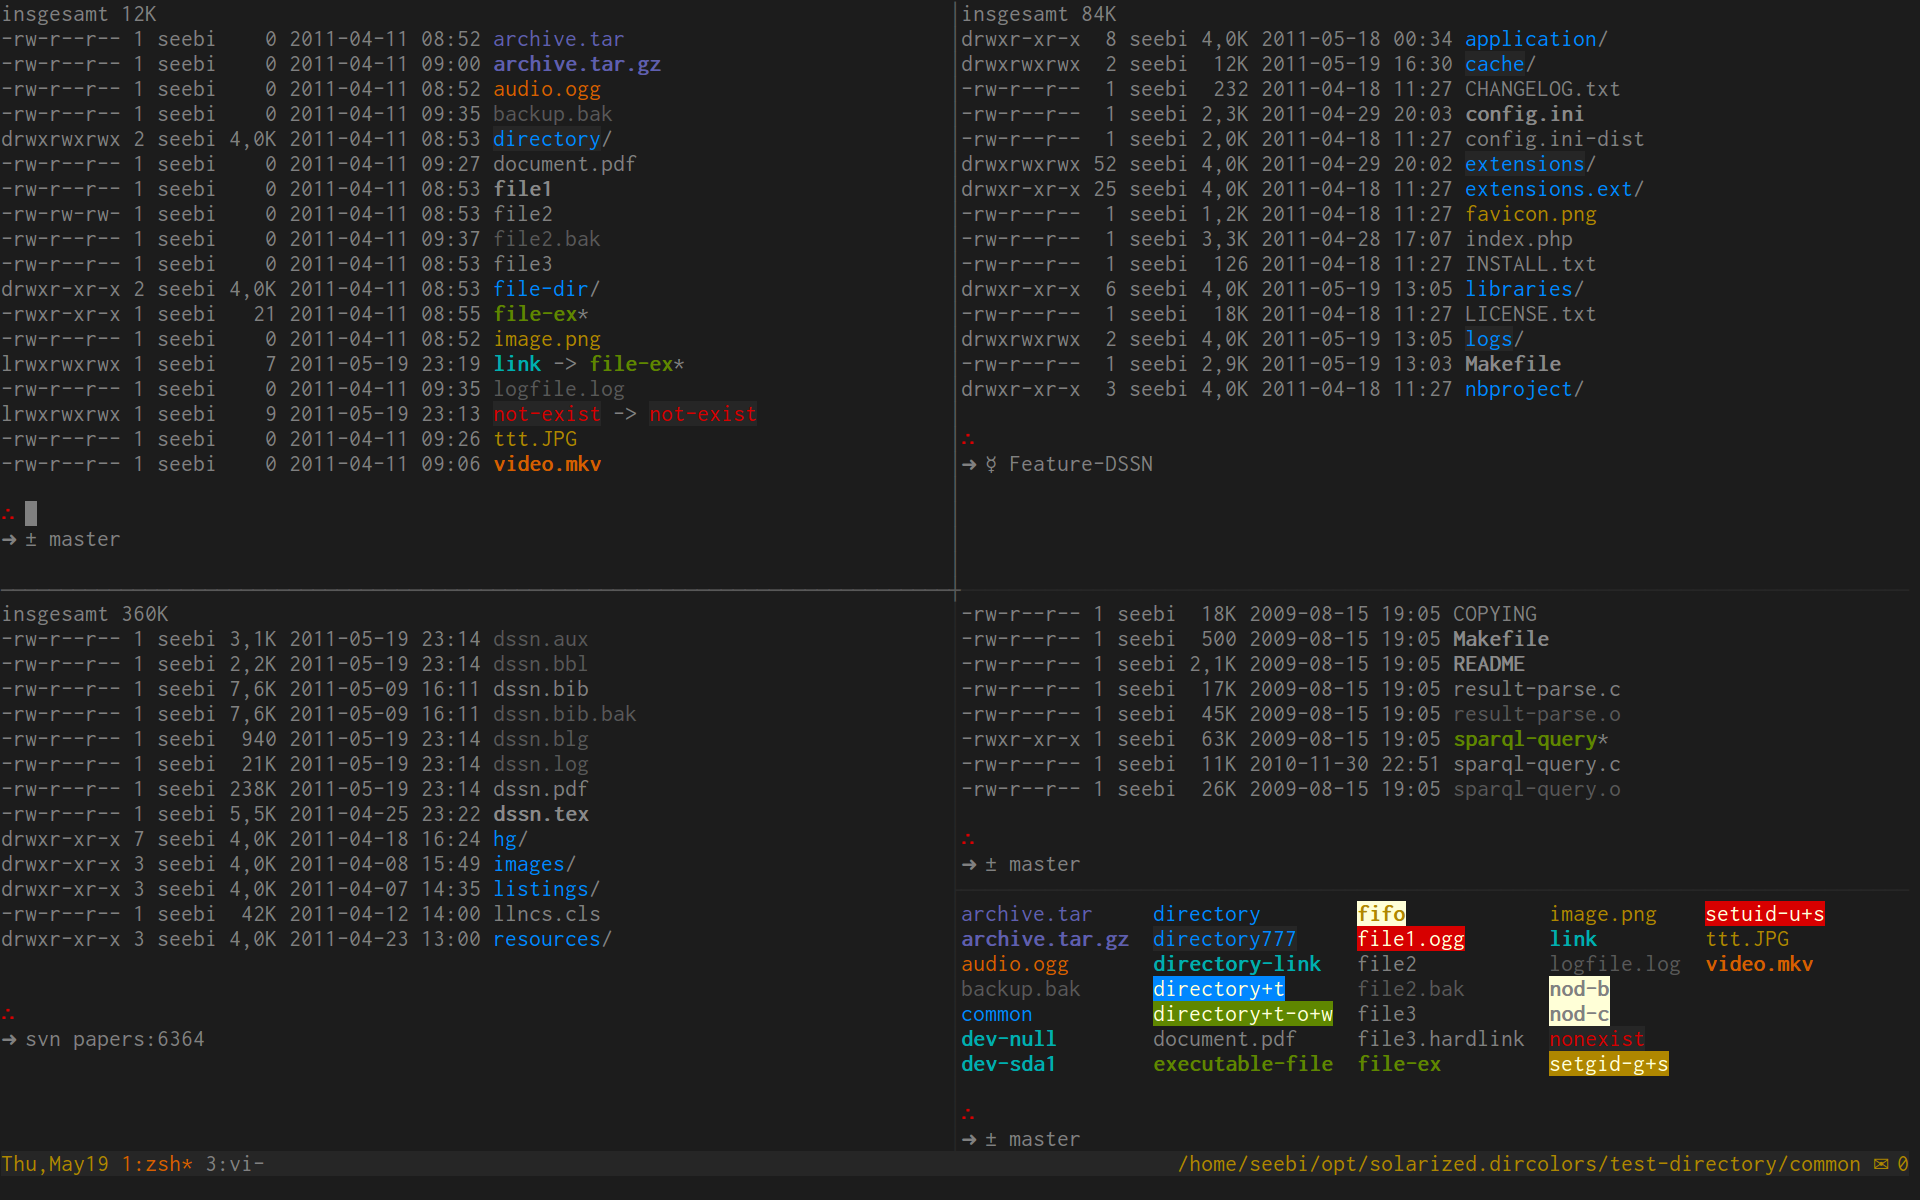 insgesamt 12K
-rw-r--r-- 1 seebi    0 2011-04-11 08:52 archive.tar
-rw-r--r-- 1 seebi    0 2011-04-11 09:00 archive.tar.gz
-rw-r--r-- 1 seebi    0 2011-04-11 08:52 audio.ogg
-rw-r--r-- 1 seebi    0 2011-04-11 09:35 backup.bak
drwxrwxrwx 2 seebi 4,0K 2011-04-11 08:53 directory/
-rw-r--r-- 1 seebi    0 2011-04-11 09:27 document.pdf
-rw-r--r-- 1 seebi    0 2011-04-11 08:53 file1
-rw-rw-rw- 1 seebi    0 2011-04-11 08:53 file2
-rw-r--r-- 1 seebi    0 2011-04-11 09:37 file2.bak
-rw-r--r-- 1 seebi    0 2011-04-11 08:53 file3
drwxr-xr-x 2 seebi 4,0K 2011-04-11 08:53 file-dir/
-rwxr-xr-x 1 seebi   21 2011-04-11 08:55 file-ex*
-rw-r--r-- 1 seebi    0 2011-04-11 08:52 image.png
lrwxrwxrwx 1 seebi    7 2011-05-19 23:19 link -> file-ex*
-rw-r--r-- 1 seebi    0 2011-04-11 09:35 logfile.log
lrwxrwxrwx 1 seebi    9 2011-05-19 23:13 not-exist -> not-exist
-rw-r--r-- 1 seebi    0 2011-04-11 09:26 ttt.JPG
-rw-r--r-- 1 seebi    0 2011-04-11 09:06 video.mkv
∴
➜ ± master
insgesamt 84K
drwxr-xr-x  8 seebi 4,0K 2011-05-18 00:34 application/
drwxrwxrwx  2 seebi  12K 2011-05-19 16:30 cache/
-rw-r--r--  1 seebi  232 2011-04-18 11:27 CHANGELOG.txt
-rw-r--r--  1 seebi 2,3K 2011-04-29 20:03 config.ini
-rw-r--r--  1 seebi 2,0K 2011-04-18 11:27 config.ini-dist
drwxrwxrwx 52 seebi 4,0K 2011-04-29 20:02 extensions/
drwxr-xr-x 25 seebi 4,0K 2011-04-18 11:27 extensions.ext/
-rw-r--r--  1 seebi 1,2K 2011-04-18 11:27 favicon.png
-rw-r--r--  1 seebi 3,3K 2011-04-28 17:07 index.php
-rw-r--r--  1 seebi  126 2011-04-18 11:27 INSTALL.txt
drwxr-xr-x  6 seebi 4,0K 2011-05-19 13:05 libraries/
-rw-r--r--  1 seebi  18K 2011-04-18 11:27 LICENSE.txt
drwxrwxrwx  2 seebi 4,0K 2011-05-19 13:05 logs/
-rw-r--r--  1 seebi 2,9K 2011-05-19 13:03 Makefile
drwxr-xr-x  3 seebi 4,0K 2011-04-18 11:27 nbproject/
∴
➜ ☿ Feature-DSSN
insgesamt 360K
-rw-r--r-- 1 seebi 3,1K 2011-05-19 23:14 dssn.aux
-rw-r--r-- 1 seebi 2,2K 2011-05-19 23:14 dssn.bbl
-rw-r--r-- 1 seebi 7,6K 2011-05-09 16:11 dssn.bib
-rw-r--r-- 1 seebi 7,6K 2011-05-09 16:11 dssn.bib.bak
-rw-r--r-- 1 seebi  940 2011-05-19 23:14 dssn.blg
-rw-r--r-- 1 seebi  21K 2011-05-19 23:14 dssn.log
-rw-r--r-- 1 seebi 238K 2011-05-19 23:14 dssn.pdf
-rw-r--r-- 1 seebi 5,5K 2011-04-25 23:22 dssn.tex
drwxr-xr-x 7 seebi 4,0K 2011-04-18 16:24 hg/
drwxr-xr-x 3 seebi 4,0K 2011-04-08 15:49 images/
drwxr-xr-x 3 seebi 4,0K 2011-04-07 14:35 listings/
-rw-r--r-- 1 seebi  42K 2011-04-12 14:00 llncs.cls
drwxr-xr-x 3 seebi 4,0K 2011-04-23 13:00 resources/
∴
➜ svn papers:6364
-rw-r--r-- 1 seebi  18K 2009-08-15 19:05 COPYING
-rw-r--r-- 1 seebi  500 2009-08-15 19:05 Makefile
-rw-r--r-- 1 seebi 2,1K 2009-08-15 19:05 README
-rw-r--r-- 1 seebi  17K 2009-08-15 19:05 result-parse.c
-rw-r--r-- 1 seebi  45K 2009-08-15 19:05 result-parse.o
-rwxr-xr-x 1 seebi  63K 2009-08-15 19:05 sparql-query*
-rw-r--r-- 1 seebi  11K 2010-11-30 22:51 sparql-query.c
-rw-r--r-- 1 seebi  26K 2009-08-15 19:05 sparql-query.o
∴
➜ ± master
archive.tar directory fifo image.png setuid-u+s
archive.tar.gz directory777 file1.ogg link ttt.JPG
audio.ogg directory-link file2 logfile.log video.mkv
backup.bak directory+t file2.bak nod-b
common directory+t-o+w file3 nod-c
dev-null document.pdf file3.hardlink nonexist
dev-sda1 executable-file file-ex setgid-g+s
∴
➜ ± master
Thu,May19 1:zsh* 3:vi- /home/seebi/opt/solarized.dircolors/test-directory/common ✉ 0